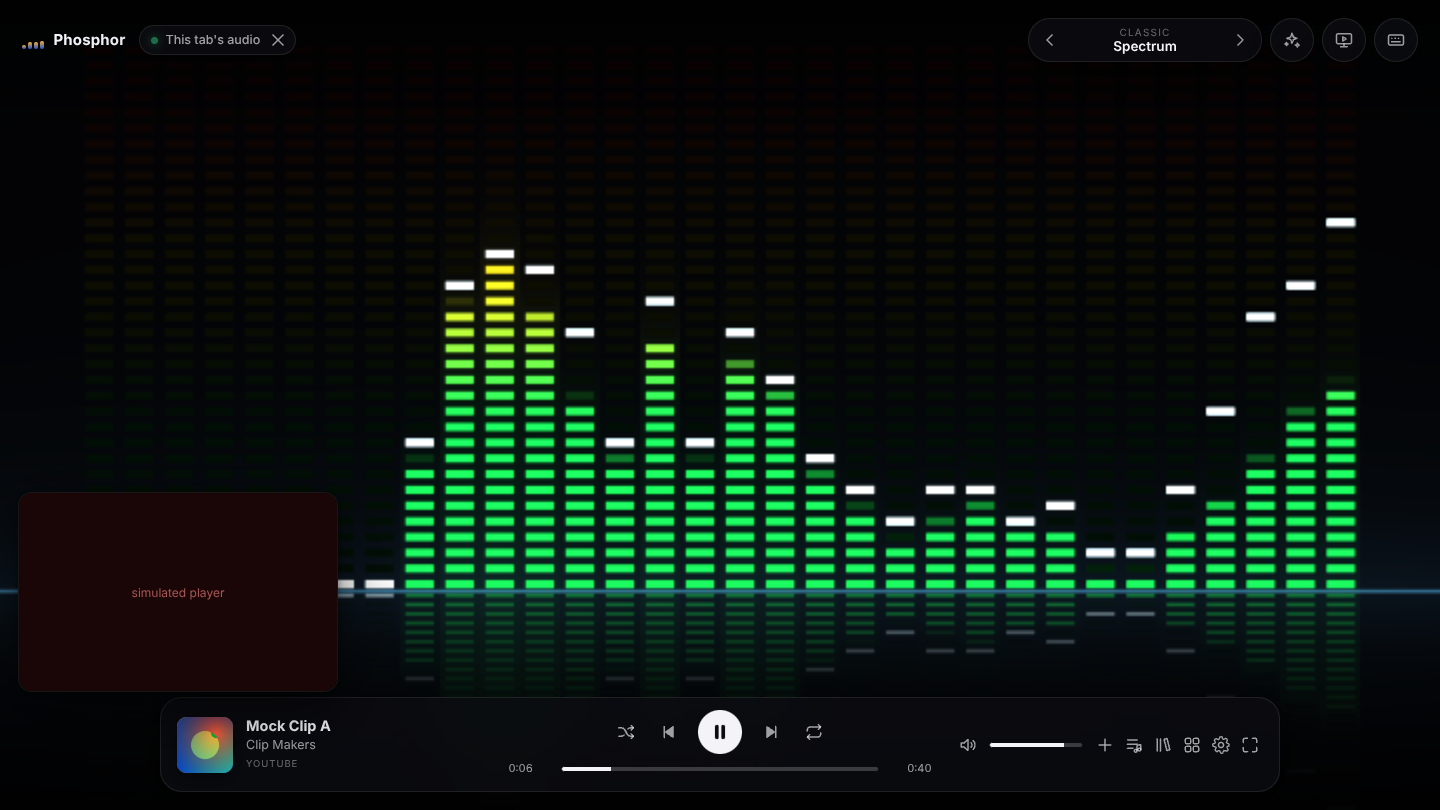 Phosphor
This tab's audio
CLASSIC
Spectrum
simulated player
Mock Clip A
Clip Makers
YOUTUBE
0:06
0:40